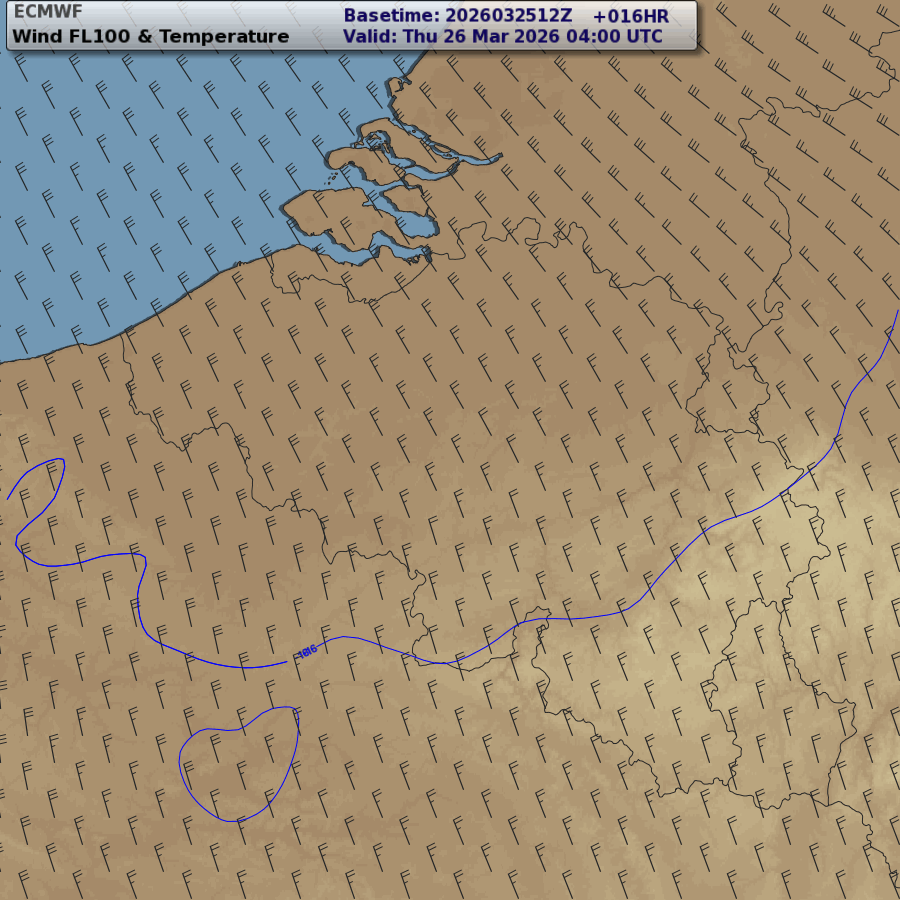 ECMWF
Basetime: 2026032512Z +016HR
Wind FL100 & Temperature
Valid: Thu 26 Mar 2026 04:00 UTC